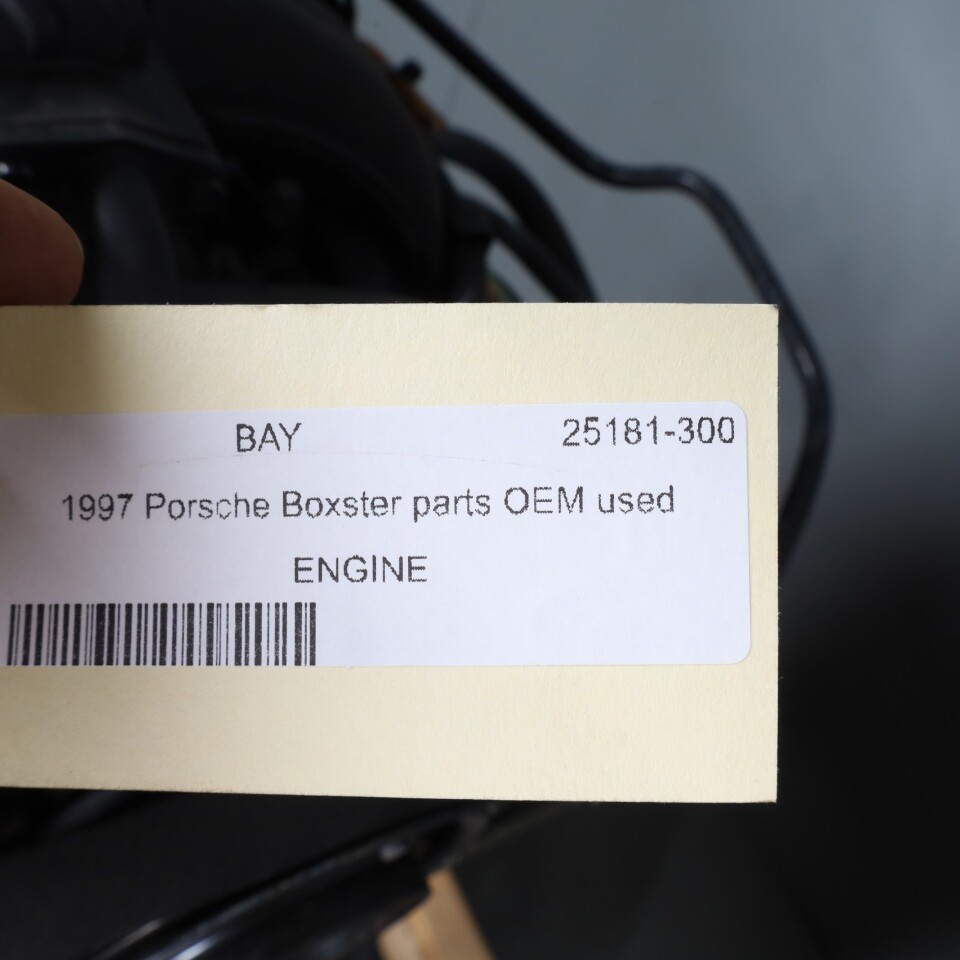 BAY 25181-300
1997 Porsche Boxster parts OEM used
ENGINE